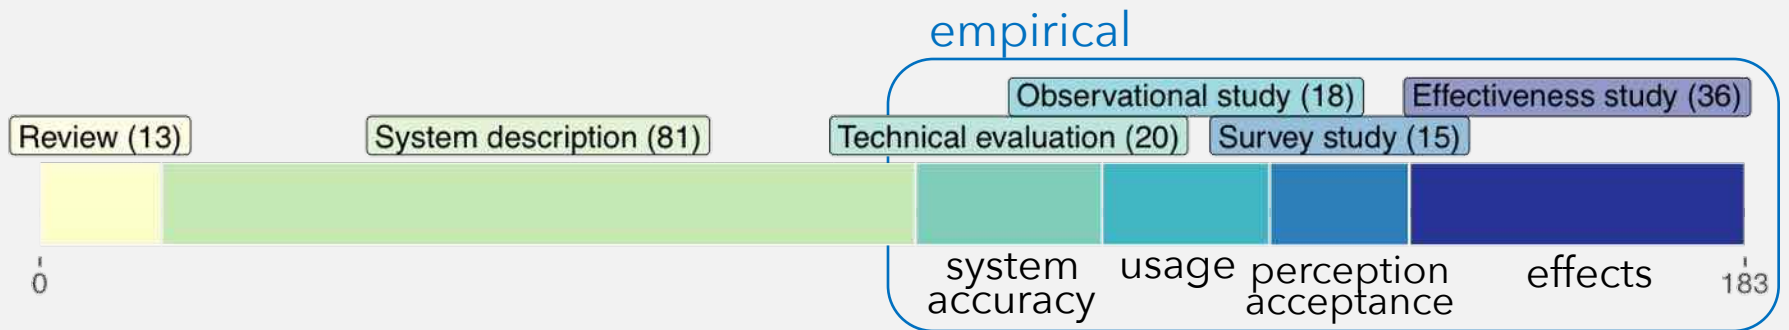 empirical
Observational study (18)
Effectiveness study (36)
Review (13)
System description (81)
Technical evaluation (20)
Survey study (15)
system
accuracy
usage
perception
acceptance
effects
0
183